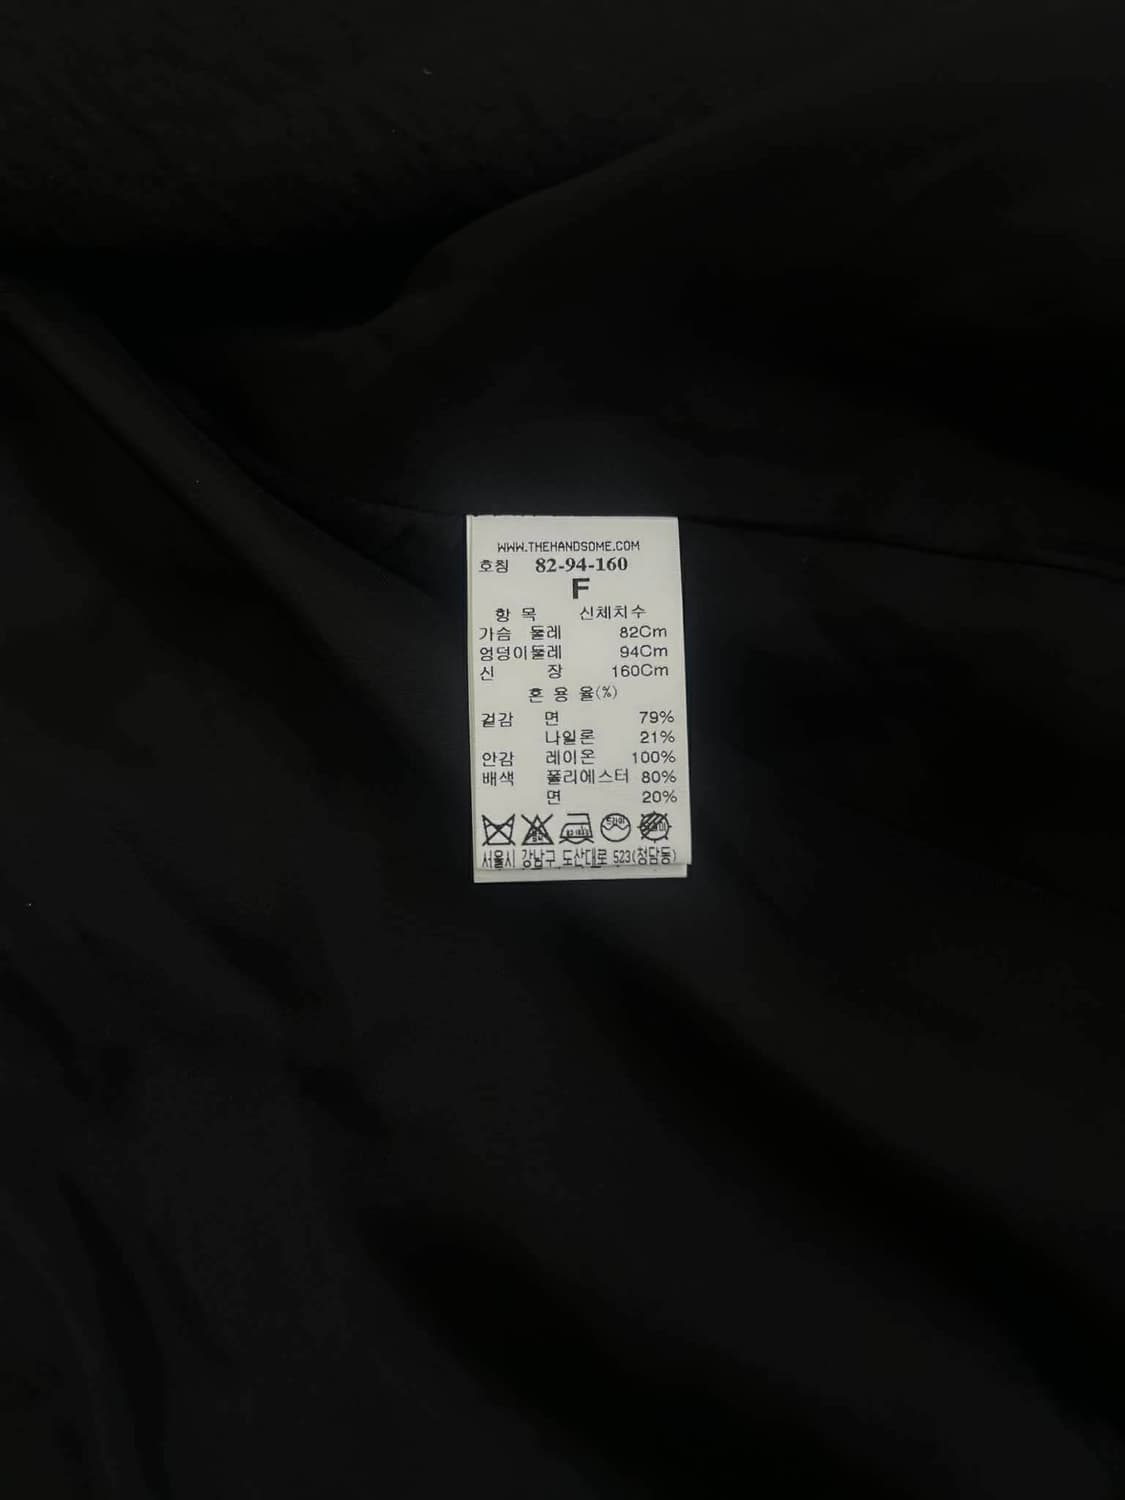 WWW.THEHANDSOME.COM
호칭 82-94-160
F
항 목 신체치수
가슴 둘레 82Cm
엉덩이둘레 94Cm
신 장 160Cm
혼 용 율(%)
겉감 면 79%
나일론 21%
안감 레이온 100%
배색 폴리에스터 80%
면 20%
드라이
서울시 강남구 도산대로 523(청담동)